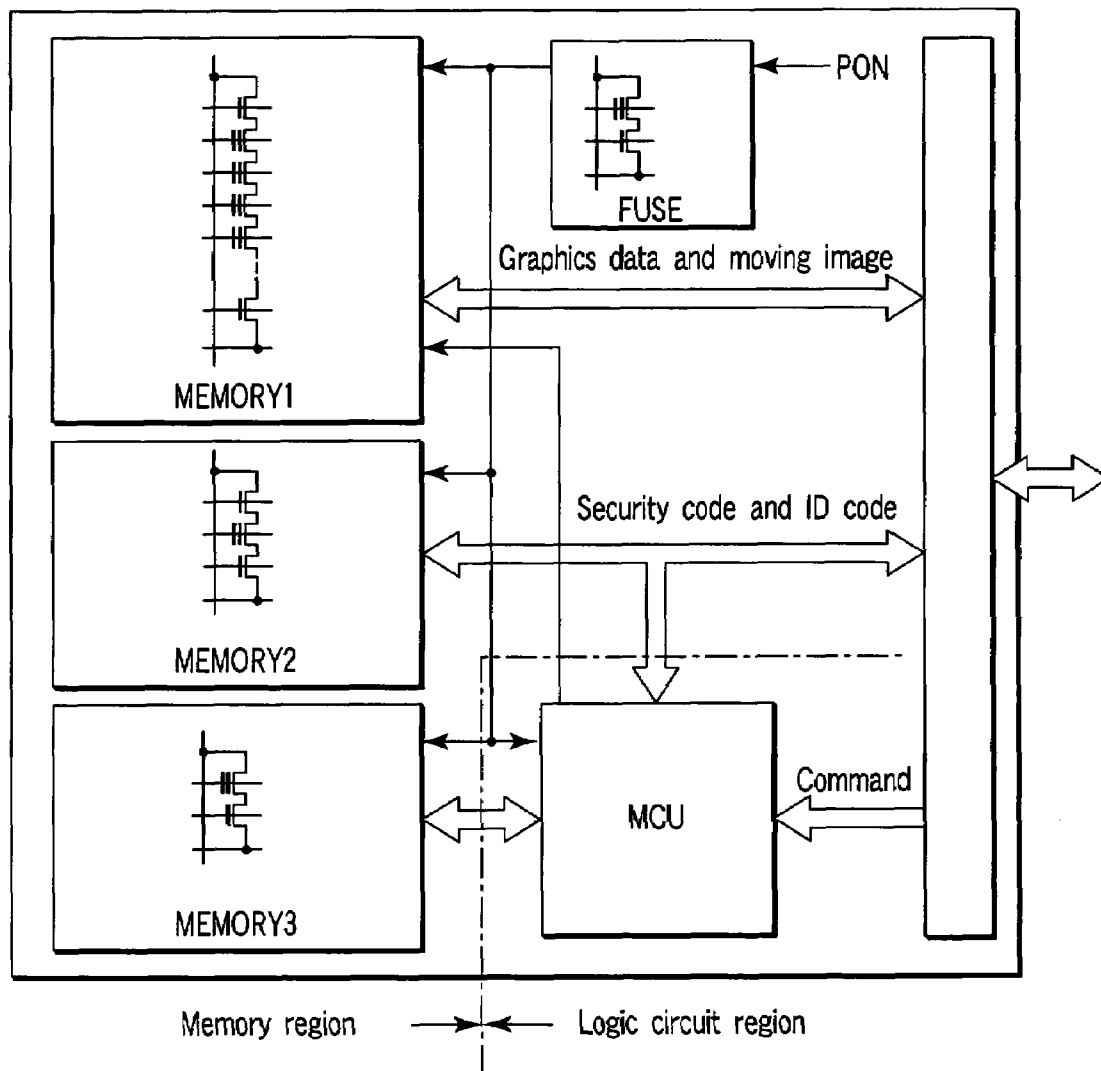 PON
FUSE
Graphics data and moving image
MEMORY1
Security code and ID code
MEMORY2
Command
MCU
MEMORY3
Memory region
Logic circuit region